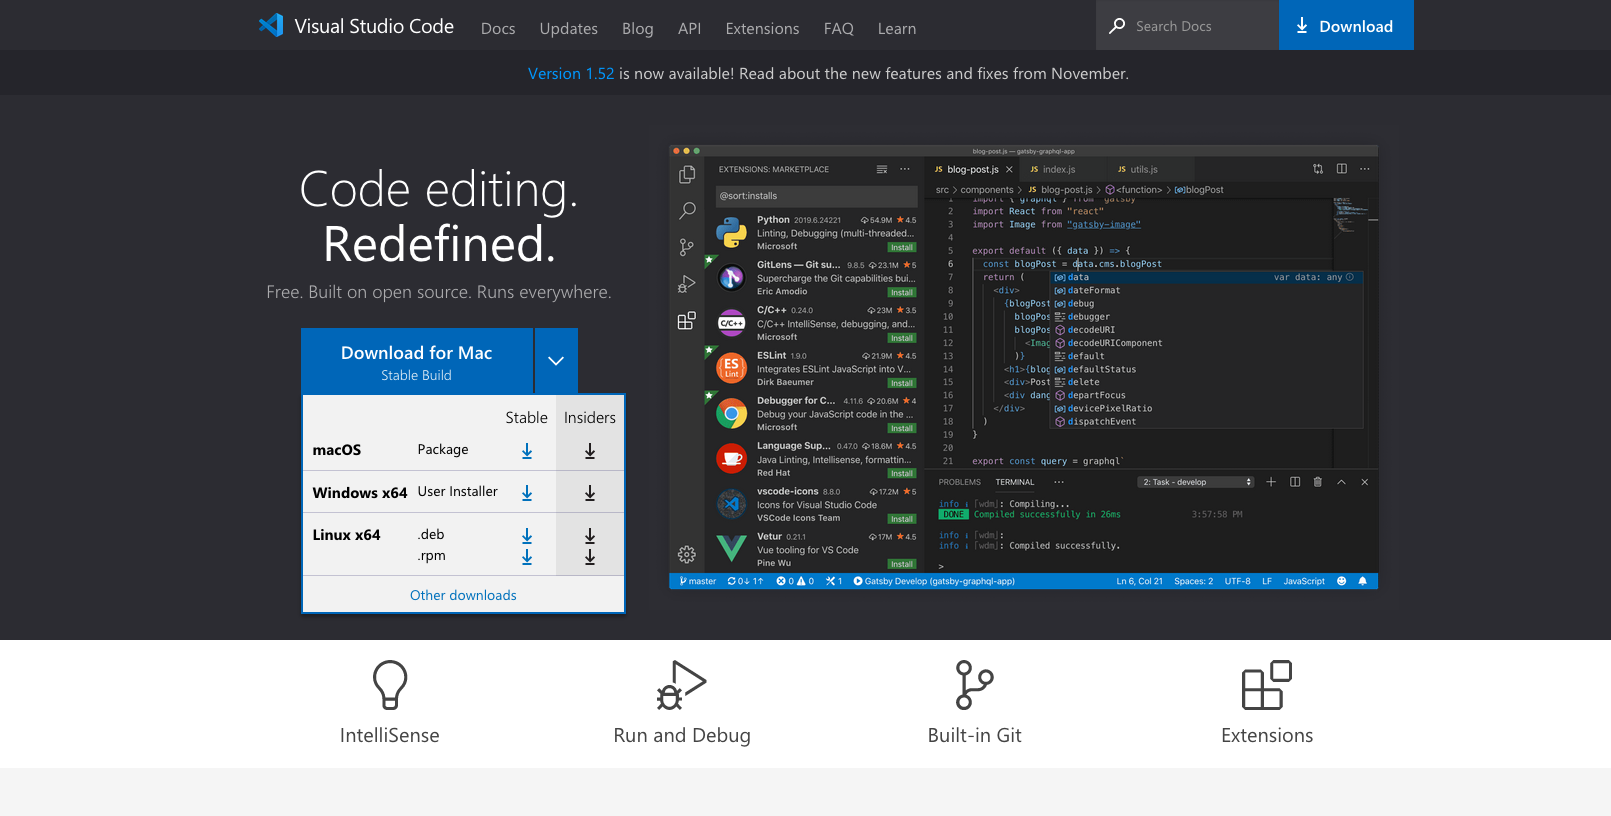 Visual Studio Code
Docs
Updates
Blog
API
Extensions
FAQ
Learn
Search Docs
Download
Version 1.52 is now available! Read about the new features and fixes from November.
Code editing.
Redefined.
Free. Built on open source. Runs everywhere.
Download for Mac
Stable Build
Stable Insiders
macOS Package
Windows x64 User Installer
Linux x64 .deb
.rpm
Other downloads
blog-post.js — gatsby-graphql-app
EXTENSIONS: MARKETPLACE
@sort:installs
Python 2019.6.24221 54.9M 4.5
Linting, Debugging (multi-threaded...
Microsoft Install
GitLens — Git su... 9.8.5 23.1M 5
Supercharge the Git capabilities bui...
Eric Amodio Install
C/C++ 0.24.0 23M 3.5
C/C++ IntelliSense, debugging, and...
Microsoft Install
ESLint 1.9.0 21.9M 4.5
Integrates ESLint JavaScript into V...
Dirk Baeumer Install
Debugger for C... 4.11.6 20.6M 4
Debug your JavaScript code in the ...
Microsoft Install
Language Sup... 0.47.0 18.6M 4.5
Java Linting, Intellisense, formattin...
Red Hat Install
vscode-icons 8.8.0 17.2M 5
Icons for Visual Studio Code
VSCode Icons Team Install
Vetur 0.21.1 17M 4.5
Vue tooling for VS Code
Pine Wu Install
C/C++
ES
Lint
JS blog-post.js JS index.js JS utils.js
src > components > JS blog-post.js > <function> > blogPost
1 import { graphql } from "gatsby"
2 import React from "react"
3 import Image from "gatsby-image"
4
5 export default ({ data }) => {
6 const blogPost = data.cms.blogPost
7 return (
8 <div>
9 {blogPost
10 blogPos
11 blogPos
12 <Imag
13 )}
14 <h1>{blog
15 <div>Post
16 <div dang
17 </div>
18 )
19 }
20
21 export const query = graphql`
data var data: any
dateFormat
debug
debugger
decodeURI
decodeURIComponent
default
defaultStatus
delete
departFocus
devicePixelRatio
dispatchEvent
PROBLEMS TERMINAL ... 2: Task - develop
info [wdm]: Compiling...
DONE Compiled successfully in 26ms 3:57:58 PM
info [wdm]:
info [wdm]: Compiled successfully.
>
master 0↓ 1↑ 0 0 1 Gatsby Develop (gatsby-graphql-app) Ln 6, Col 21 Spaces: 2 UTF-8 LF JavaScript
IntelliSense
Run and Debug
Built-in Git
Extensions